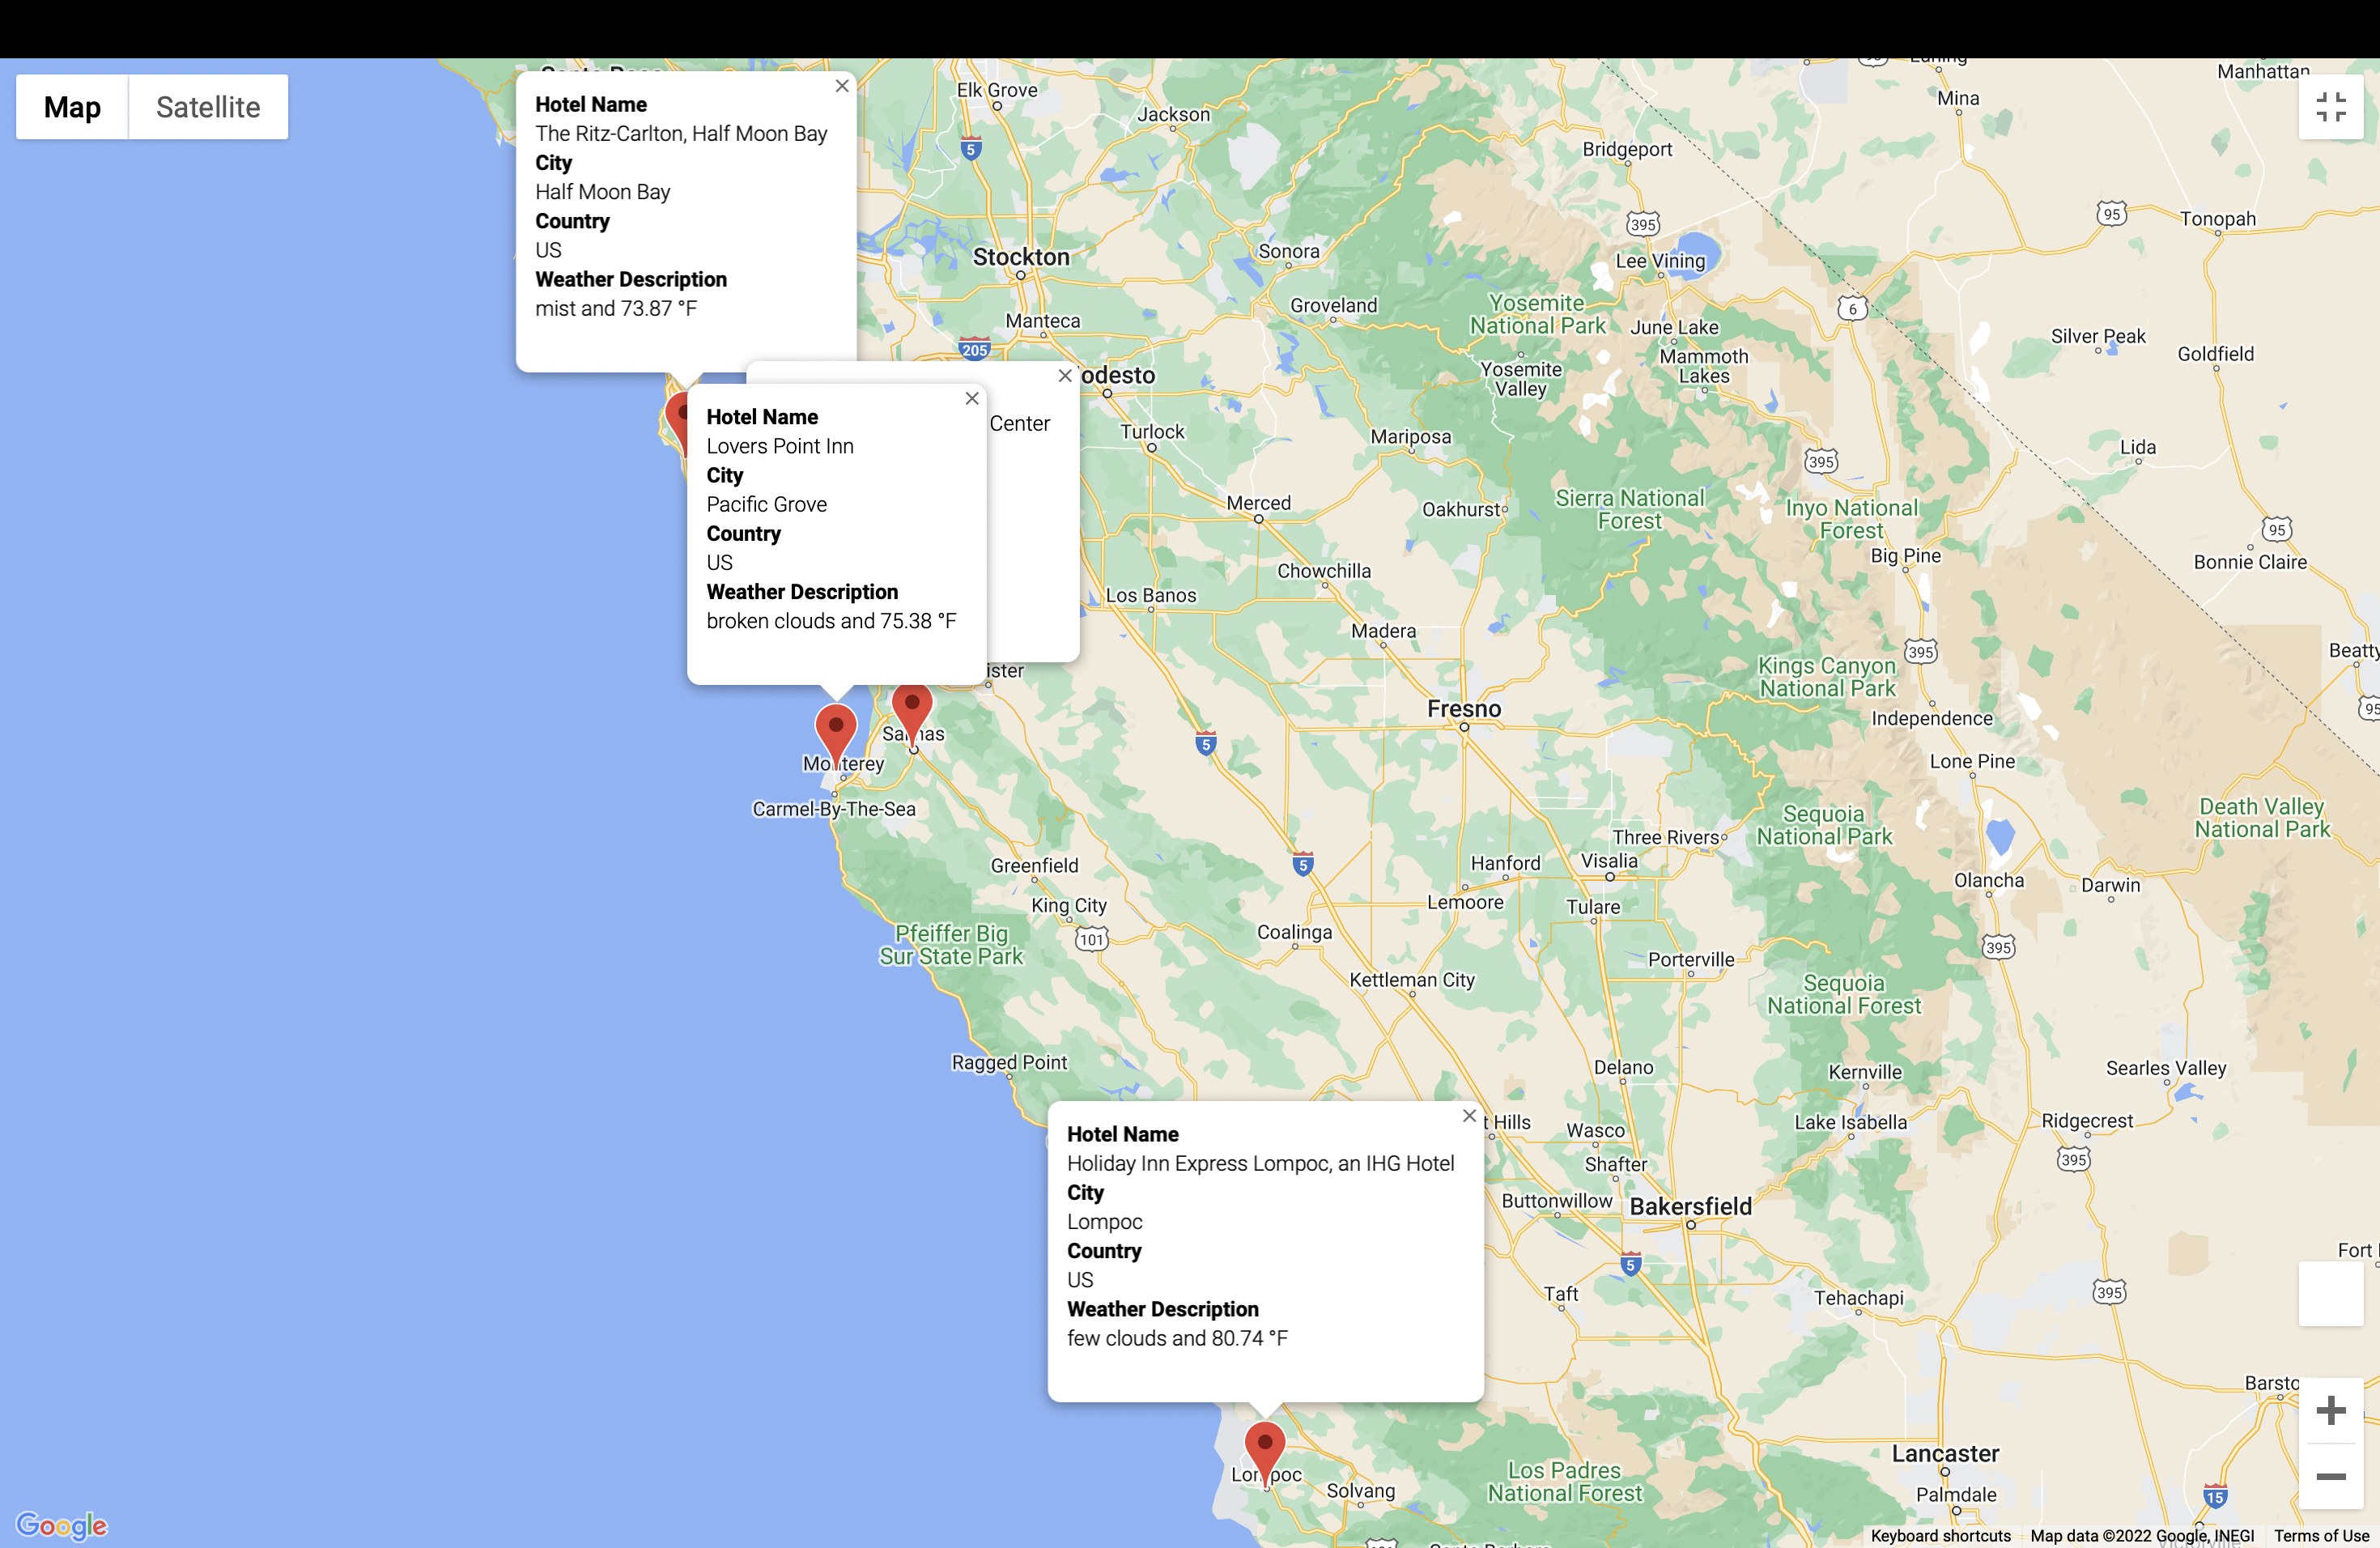 Map
Satellite
Hotel Name
The Ritz-Carlton, Half Moon Bay
City
Half Moon Bay
Country
US
Weather Description
mist and 73.87 °F
Center
Hotel Name
Lovers Point Inn
City
Pacific Grove
Country
US
Weather Description
broken clouds and 75.38 °F
Hotel Name
Holiday Inn Express Lompoc, an IHG Hotel
City
Lompoc
Country
US
Weather Description
few clouds and 80.74 °F
Elk Grove
Jackson
5
Bridgeport
Mina
Manhattan
Stockton
Sonora
395
Lee Vining
95
Tonopah
Manteca
Groveland
Yosemite
National Park
June Lake
6
Silver Peak
Goldfield
205
odesto
Yosemite
Valley
Mammoth
Lakes
Turlock
Mariposa
395
Lida
Merced
Oakhurst
Sierra National
Forest
Inyo National
Forest
95
Bonnie Claire
Big Pine
Chowchilla
Los Banos
Madera
395
Beatty
Kings Canyon
National Park
ister
Fresno
Independence
95
Salinas
5
Monterey
Lone Pine
Carmel-By-The-Sea
Three Rivers
Sequoia
National Park
Death Valley
National Park
Greenfield
5
Hanford
Visalia
Olancha
Darwin
King City
Lemoore
Tulare
Pfeiffer Big
Sur State Park
101
Coalinga
395
Kettleman City
Porterville
Sequoia
National Forest
Ragged Point
Delano
Kernville
Searles Valley
t Hills
Wasco
Lake Isabella
Ridgecrest
Shafter
395
Buttonwillow
Bakersfield
5
Fort
Taft
Tehachapi
395
Barsto
Lompoc
Solvang
Los Padres
National Forest
Lancaster
Palmdale
15
Google
Keyboard shortcuts
Map data ©2022 Google, INEGI
Terms of Use